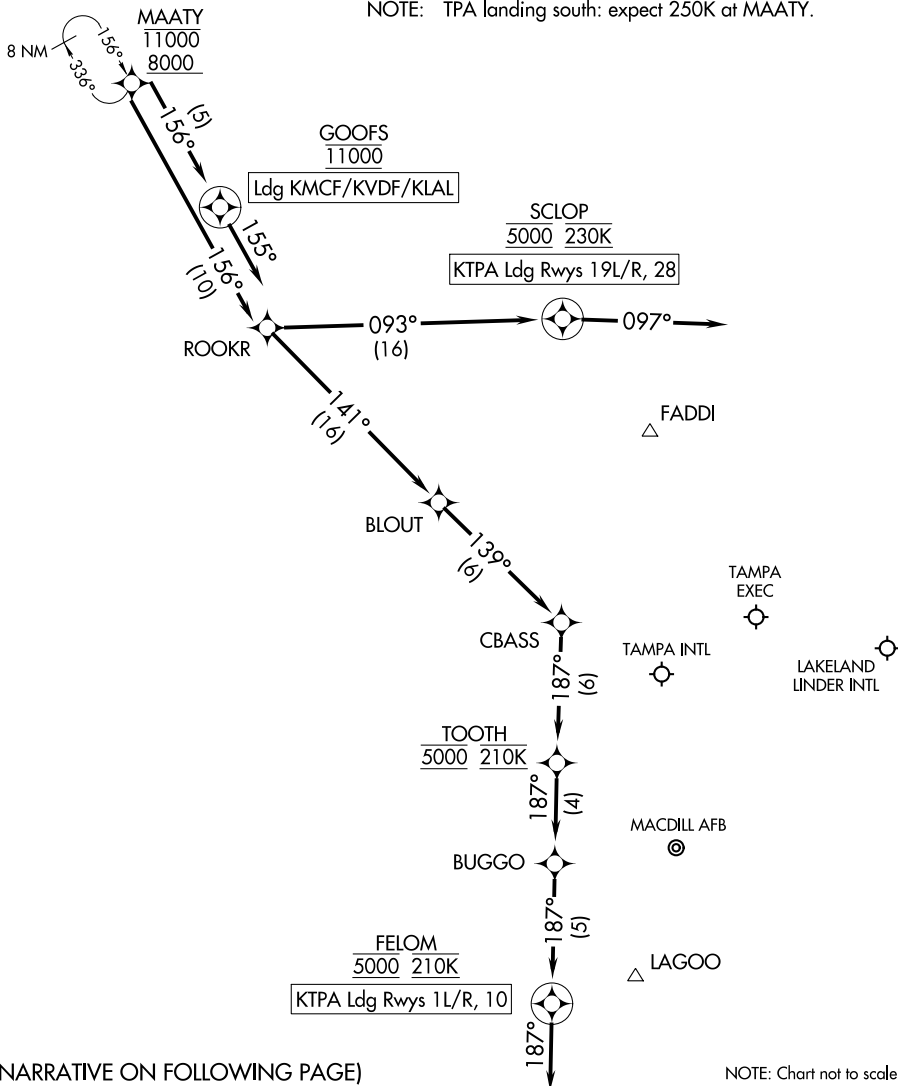 NOTE: TPA landing south: expect 250K at MAATY.
MAATY
11000
8000
8 NM
156°
336°
(5)
156°
GOOFS
11000
Ldg KMCF/KVDF/KLAL
155°
156°
(10)
SCLOP
5000 230K
KTPA Ldg Rwys 19L/R, 28
ROOKR
093°
(16)
097°
141°
(16)
FADDI
BLOUT
139°
(6)
TAMPA
EXEC
CBASS
TAMPA INTL
LAKELAND
LINDER INTL
187°
(6)
TOOTH
5000 210K
187°
(4)
MACDILL AFB
BUGGO
187°
(5)
FELOM
5000 210K
KTPA Ldg Rwys 1L/R, 10
LAGOO
187°
NARRATIVE ON FOLLOWING PAGE)
NOTE: Chart not to scale